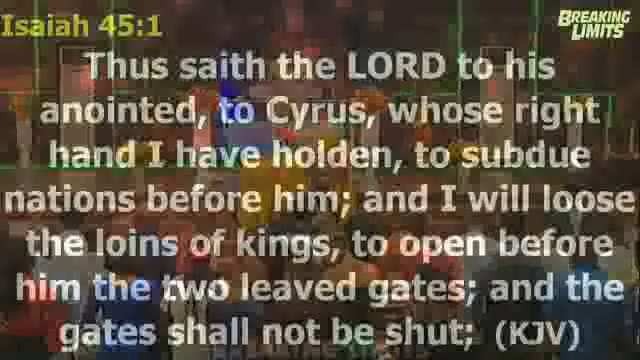 Isaiah 45:1
BREAKING
LIMITS
Thus saith the LORD to his
anointed, to Cyrus, whose right
hand I have holden, to subdue
nations before him; and I will loose
the loins of kings, to open before
him the two leaved gates; and the
gates shall not be shut; (KJV)